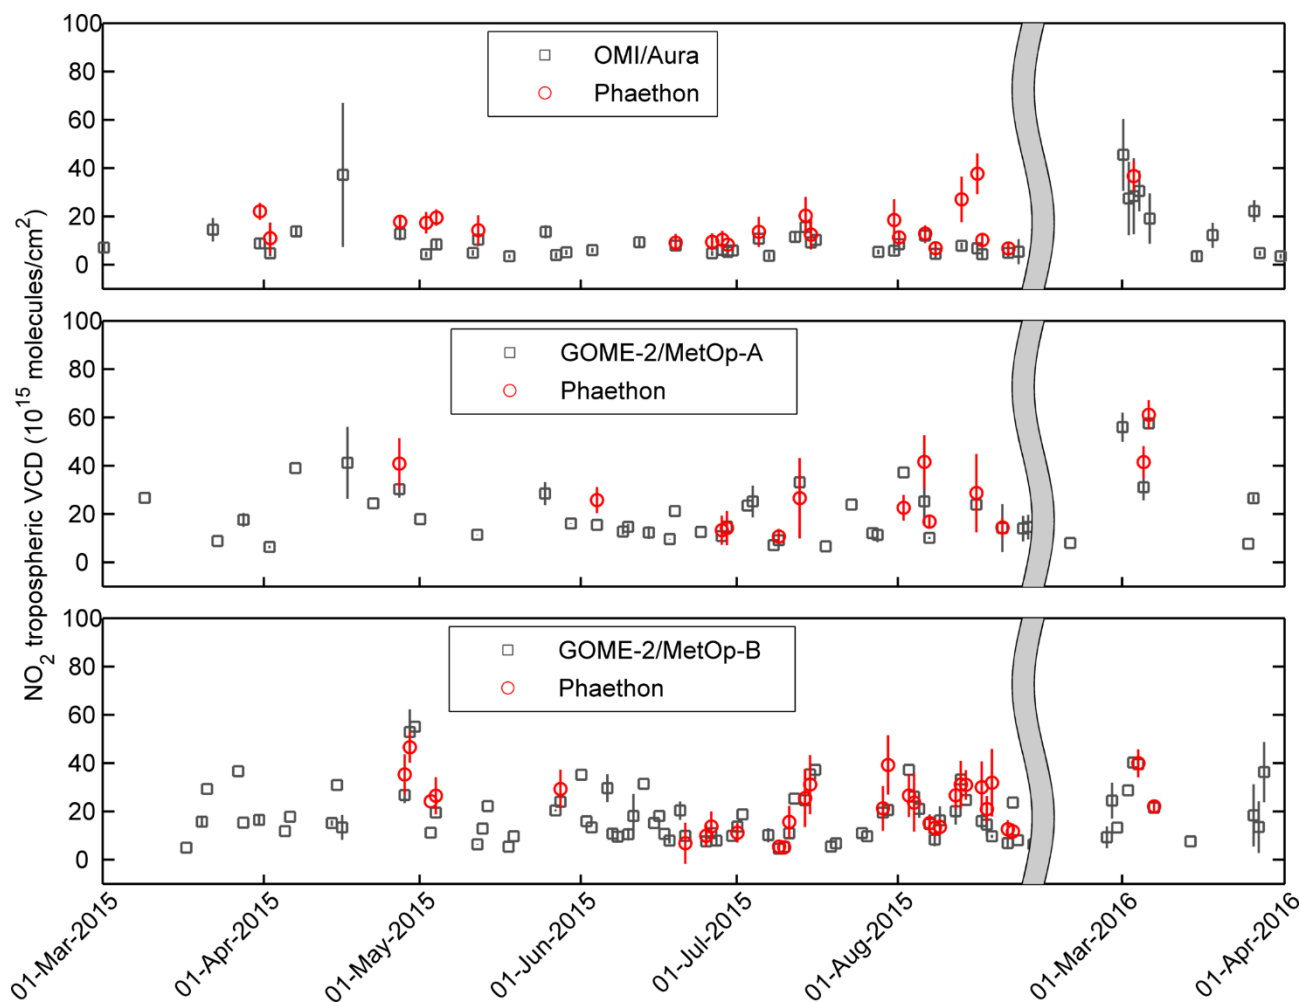 NO2 tropospheric VCD (10^15 molecules/cm^2)
100
80
60
40
20
0
OMI/Aura
Phaethon
100
80
60
40
20
0
GOME-2/MetOp-A
Phaethon
100
80
60
40
20
0
GOME-2/MetOp-B
Phaethon
01-Mar-2015
01-Apr-2015
01-May-2015
01-Jun-2015
01-Jul-2015
01-Aug-2015
01-Mar-2016
01-Apr-2016